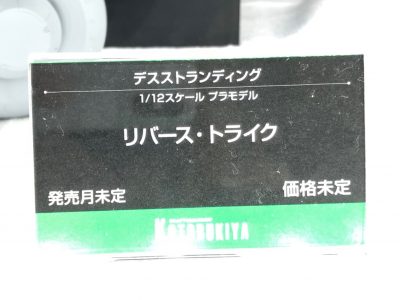 デスストランディング
1/12スケール プラモデル
リバース・トライク
発売月未定
価格未定
KOTOBUKIYA